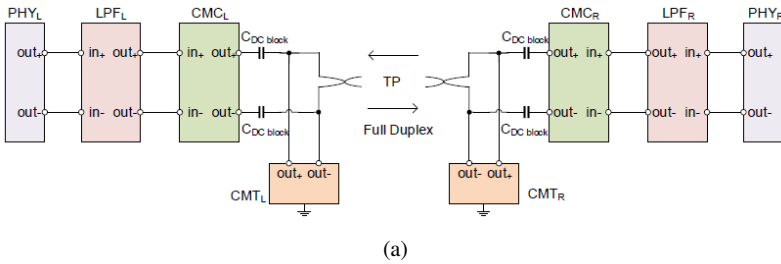 PHYL LPFL CMCL CMCR LPFR PHYR
CDC block CDC block
out+ in+ out+ in+ out+ out+ in+ out+ in+ out+
TP
out- in- out- in- out- out- in- out- in- out-
CDC block Full Duplex CDC block
out+ out- out- out+
CMTL CMTR
(a)